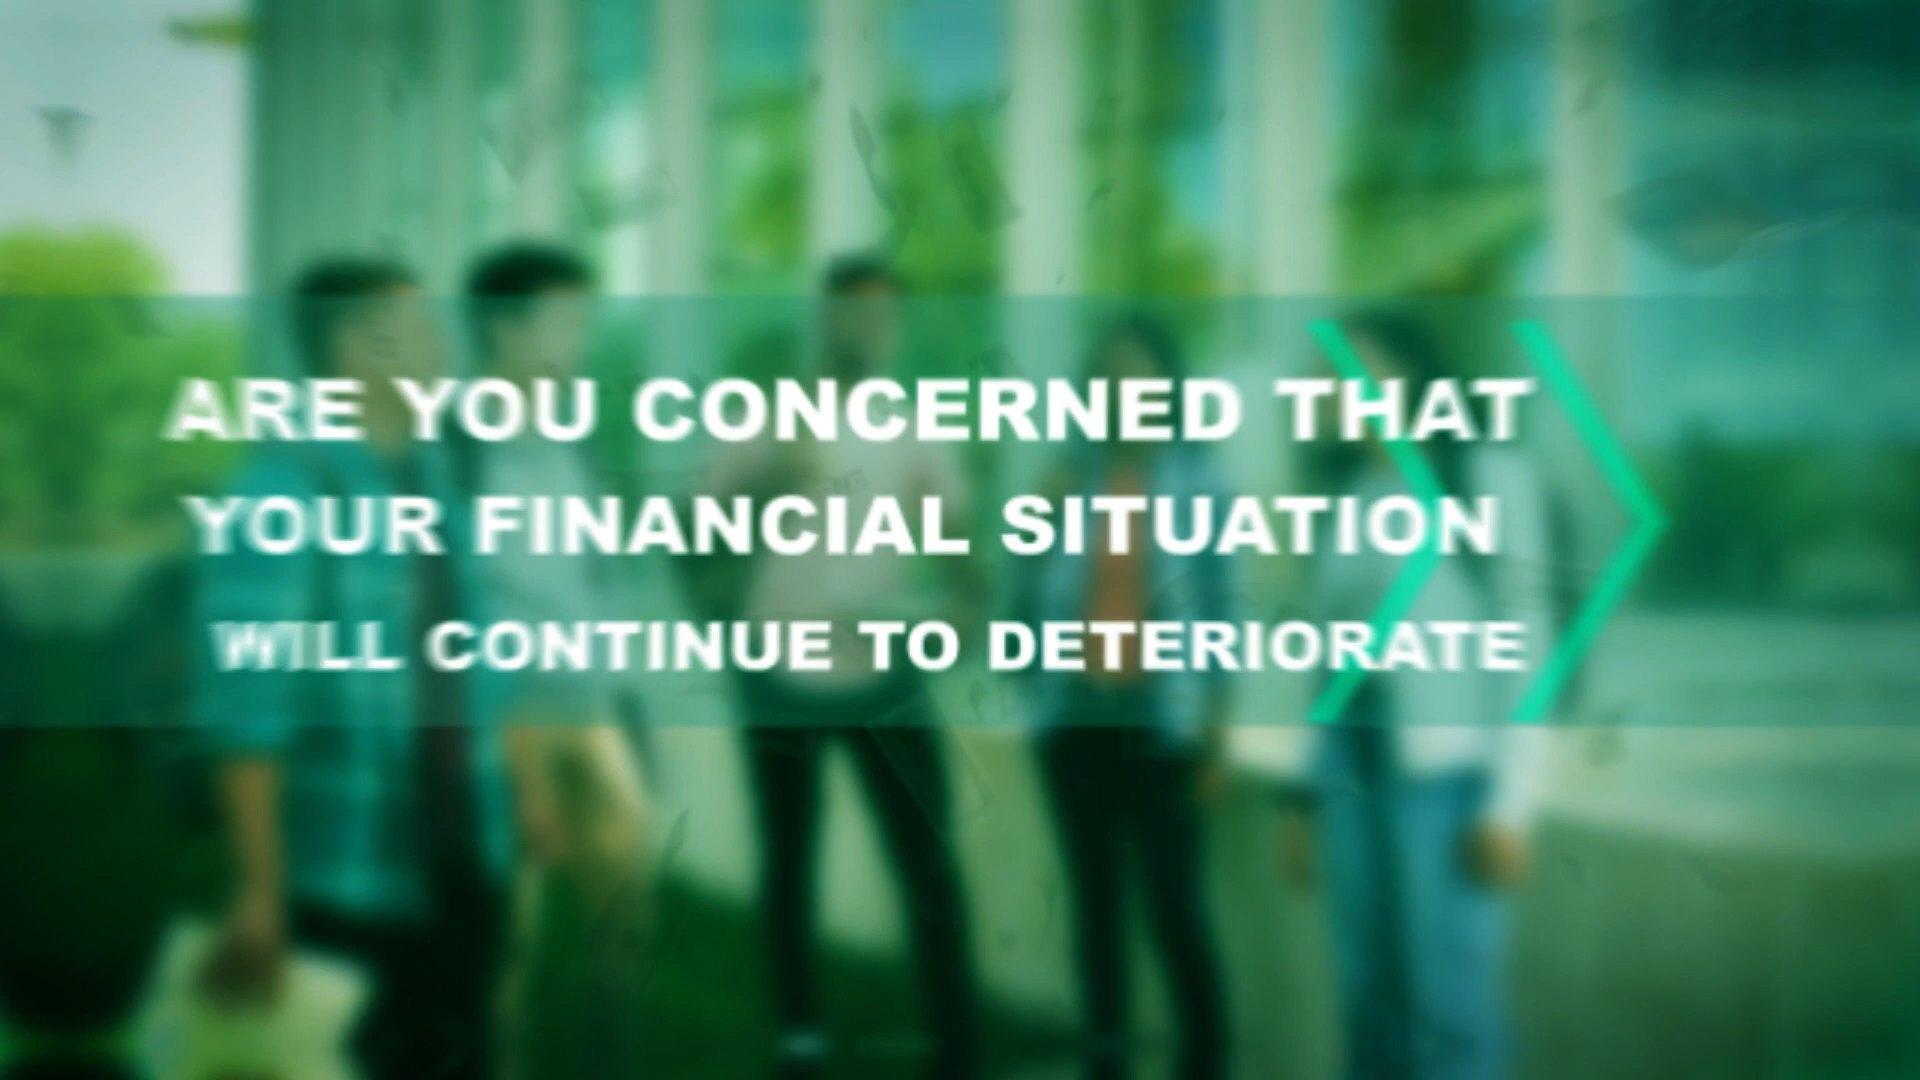 ARE YOU CONCERNED THAT
YOUR FINANCIAL SITUATION
WILL CONTINUE TO DETERIORATE